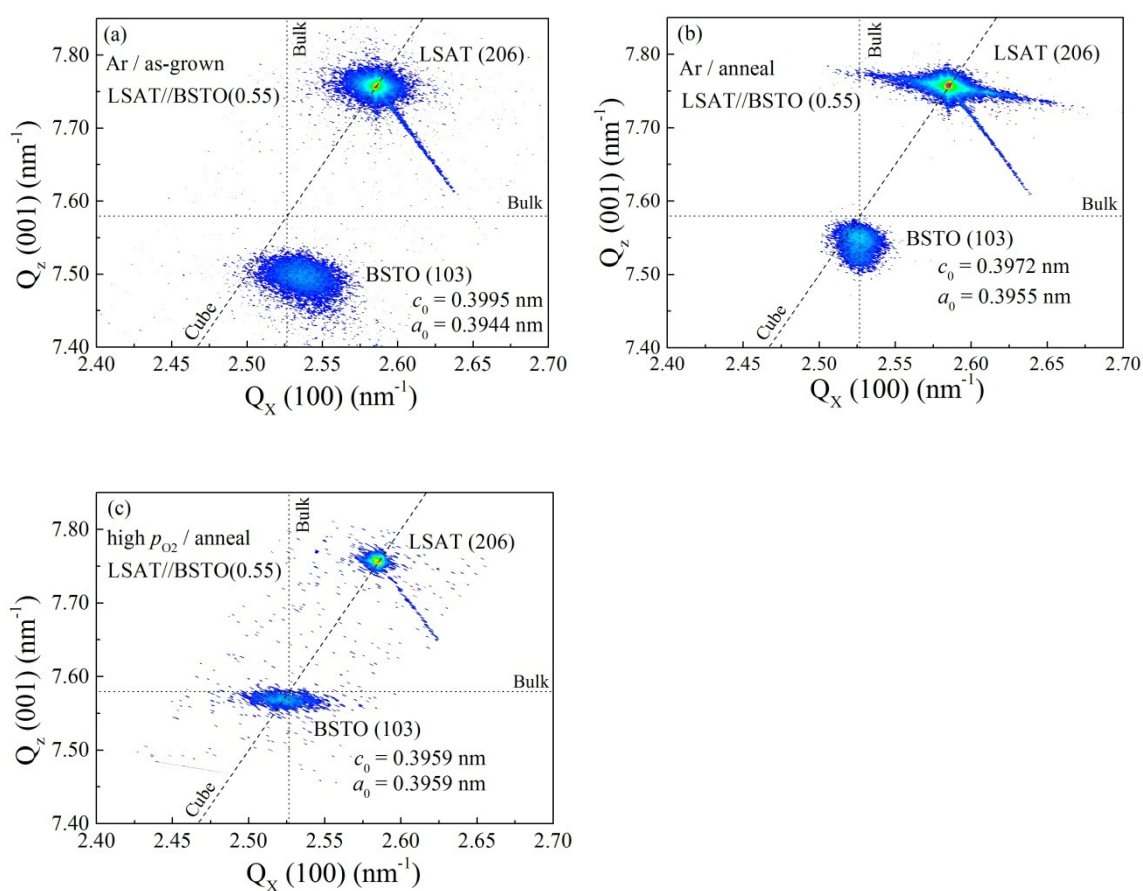 (a)
Ar / as-grown
LSAT//BSTO(0.55)
Bulk
LSAT (206)
Bulk
BSTO (103)
c0 = 0.3995 nm
a0 = 0.3944 nm
Cube
7.80
7.70
7.60
7.50
7.40
2.40 2.45 2.50 2.55 2.60 2.65 2.70
Qz (001) (nm-1)
QX (100) (nm-1)
(b)
Ar / anneal
LSAT//BSTO (0.55)
Bulk
LSAT (206)
Bulk
BSTO (103)
c0 = 0.3972 nm
a0 = 0.3955 nm
Cube
7.80
7.70
7.60
7.50
7.40
2.40 2.45 2.50 2.55 2.60 2.65 2.70
Qz (001) (nm-1)
QX (100) (nm-1)
(c)
high pO2 / anneal
LSAT//BSTO(0.55)
Bulk
LSAT (206)
Bulk
BSTO (103)
c0 = 0.3959 nm
a0 = 0.3959 nm
Cube
7.80
7.70
7.60
7.50
7.40
2.40 2.45 2.50 2.55 2.60 2.65 2.70
Qz (001) (nm-1)
QX (100) (nm-1)